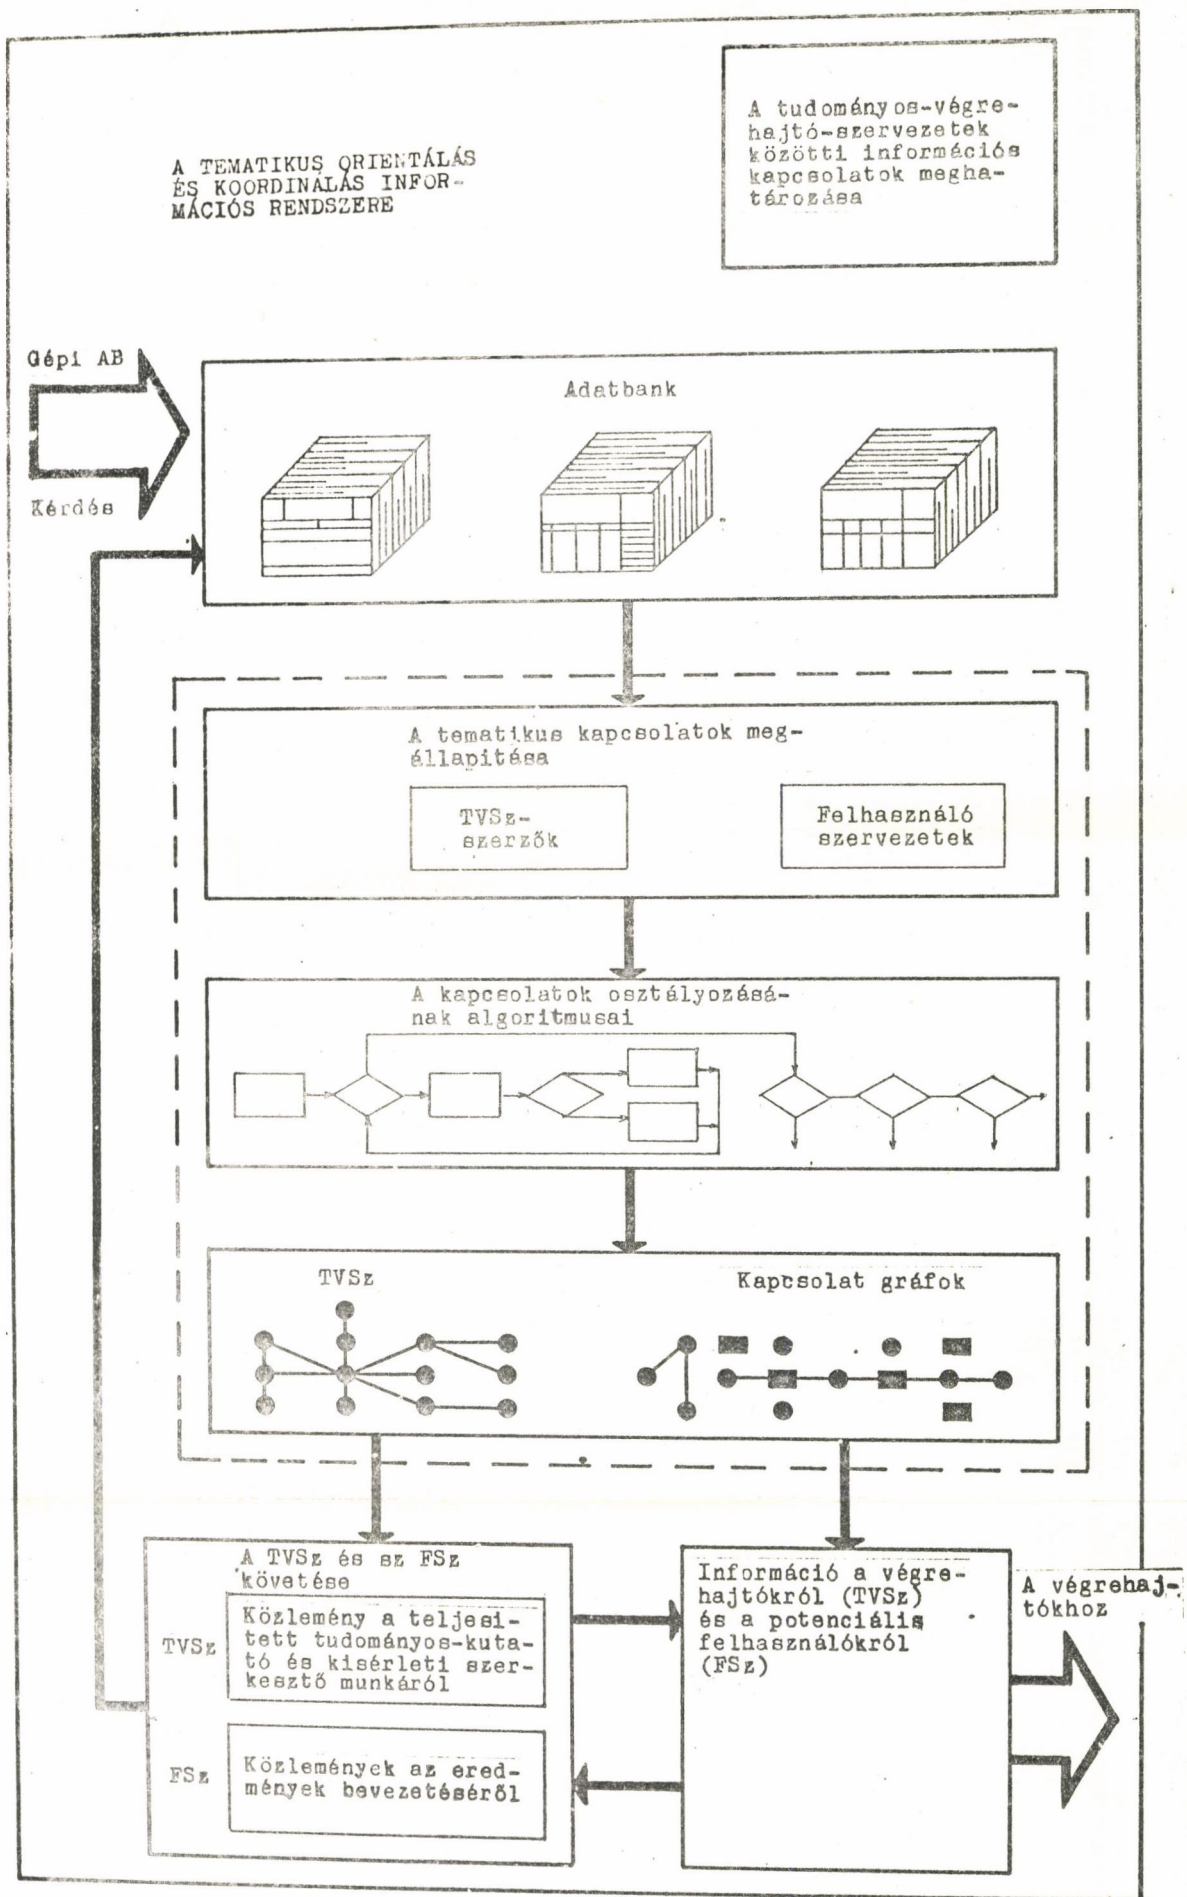 A TEMATIKUS ORIENTÁLÁS
ÉS KOORDINÁLÁS INFOR-
MÁCIÓS RENDSZERE
A tudományos-végre-
hajtó-szervezetek
közötti információs
kapcsolatok megha-
tározása
Gépi AB
Kérdés
Adatbank
A tematikus kapcsolatok meg-
állapitása
TVSz-
szerzők
Felhasználó
szervezetek
A kapcsolatok osztályozásá-
nak algoritmusai
TVSz
Kapcsolat gráfok
A TVSz és sz FSz
követése
TVSz
Közlemény a teljesi-
tett tudományos-kuta-
tó és kisérleti szer-
kesztő munkáról
FSz
Közlemények az ered-
mények bevezetéséről
Információ a végre-
hajtókról (TVSz)
és a potenciális
felhasználókról
(FSz)
A végrehaj-
tókhoz